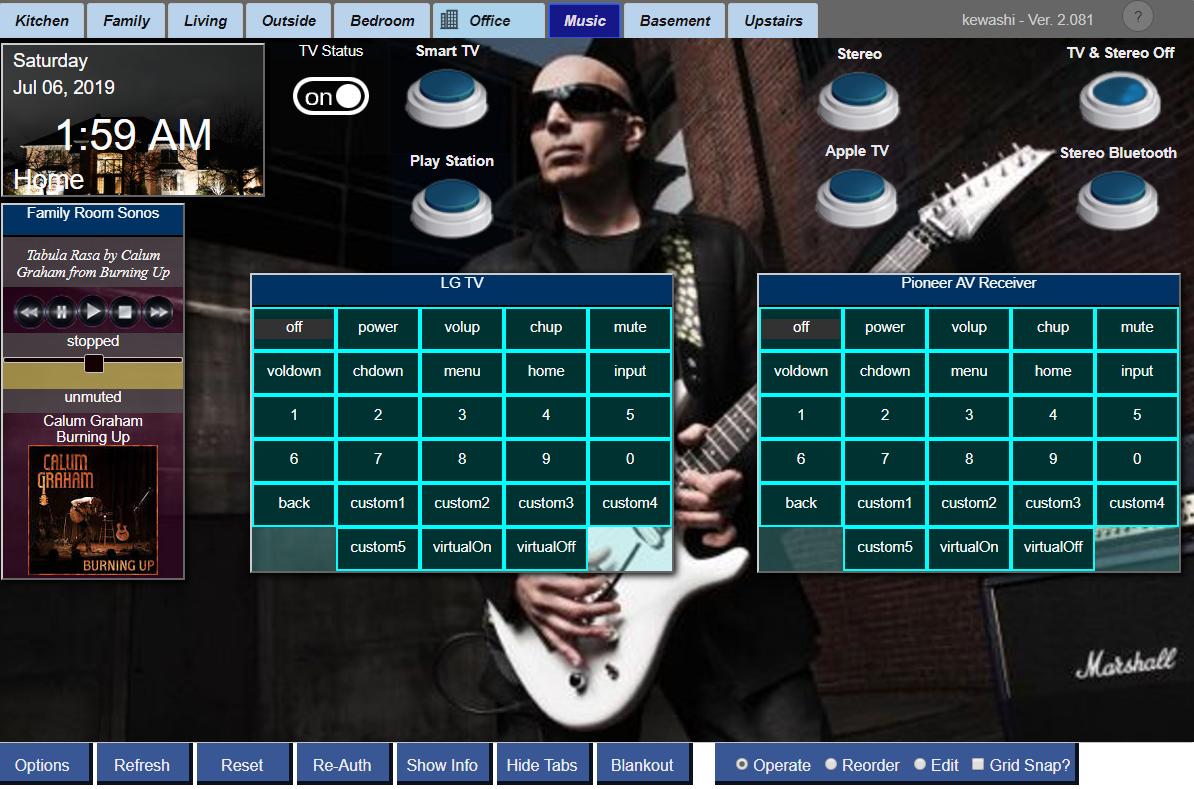 Kitchen Family Living Outside Bedroom Office Music Basement Upstairs kewashi - Ver. 2.081 ?
Saturday
Jul 06, 2019
1:59 AM
Home
TV Status
on
Smart TV
Play Station
Stereo
Apple TV
TV & Stereo Off
Stereo Bluetooth
Family Room Sonos
Tabula Rasa by Calum
Graham from Burning Up
stopped
unmuted
Calum Graham
Burning Up
CALUM
GRAHAM
BURNING UP
LG TV
off power volup chup mute
voldown chdown menu home input
1 2 3 4 5
6 7 8 9 0
back custom1 custom2 custom3 custom4
custom5 virtualOn virtualOff
Pioneer AV Receiver
off power volup chup mute
voldown chdown menu home input
1 2 3 4 5
6 7 8 9 0
back custom1 custom2 custom3 custom4
custom5 virtualOn virtualOff
Marshall
Options Refresh Reset Re-Auth Show Info Hide Tabs Blankout Operate Reorder Edit Grid Snap?